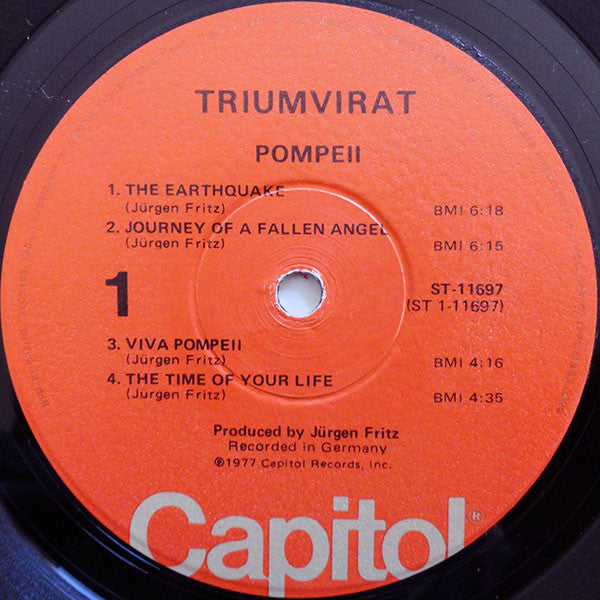 TRIUMVIRAT
POMPEII
1. THE EARTHQUAKE
(Jürgen Fritz) BMI 6:18
2. JOURNEY OF A FALLEN ANGEL
(Jürgen Fritz) BMI 6:15
1 ST-11697
(ST 1-11697)
3. VIVA POMPEII
(Jürgen Fritz) BMI 4:16
4. THE TIME OF YOUR LIFE
(Jürgen Fritz) BMI 4:35
Produced by Jürgen Fritz
Recorded in Germany
℗1977 Capitol Records, Inc.
Capitol®